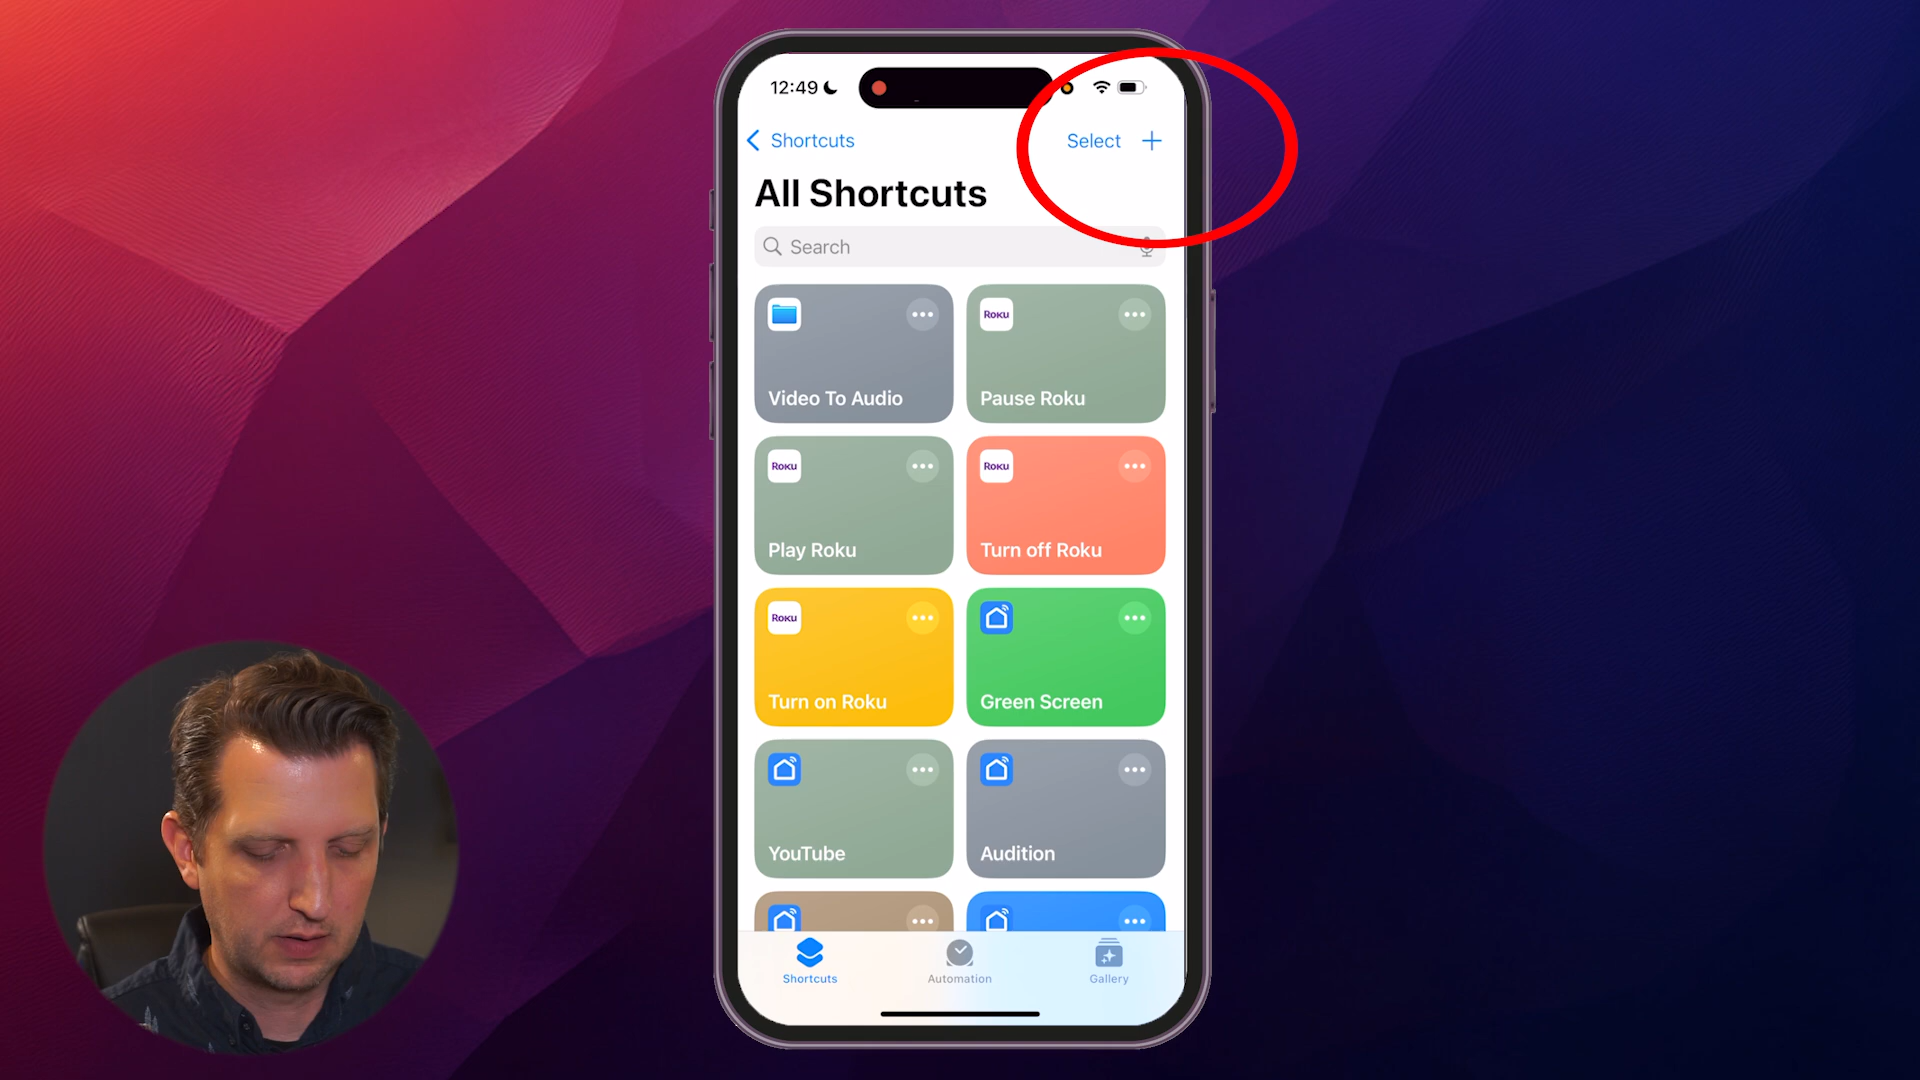 12:49
Shortcuts
Select +
All Shortcuts
Search
Roku
Video To Audio
Pause Roku
Roku
Roku
Play Roku
Turn off Roku
Roku
Turn on Roku
Green Screen
YouTube
Audition
Shortcuts
Automation
Gallery